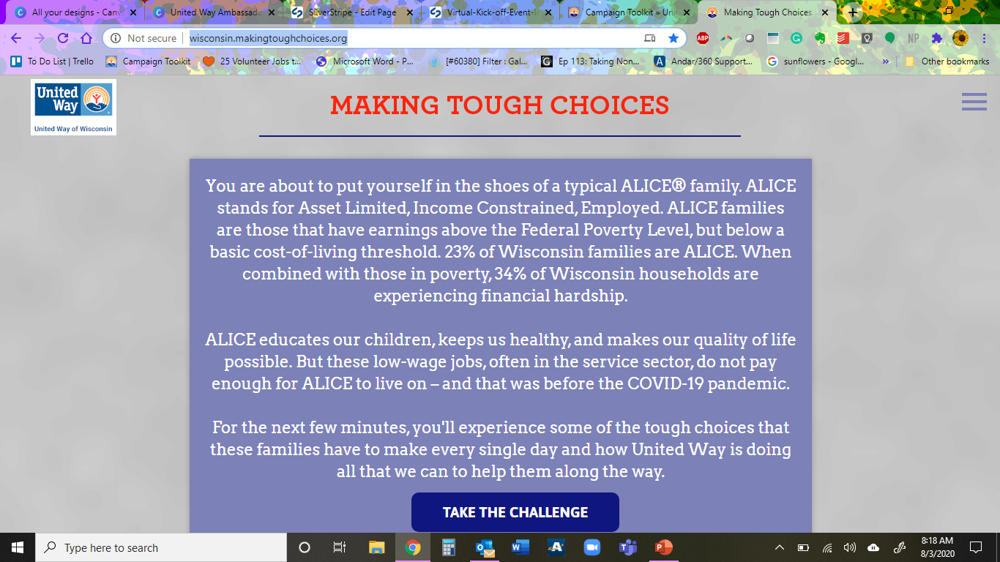 All your designs - Canv
United Way Ambassad
SilverStripe - Edit Page
Virtual-Kick-off-Event-I
Campaign Toolkit » Un
Making Tough Choices
Not secure
wisconsin.makingtoughchoices.org
ABP
NP
To Do List | Trello
Campaign Toolkit
25 Volunteer Jobs t...
Microsoft Word - P...
[#60380] Filter : Gal...
Ep 113: Taking Non...
Andar/360 Support...
sunflowers - Googl...
»
Other bookmarks
United
Way
United Way of Wisconsin
MAKING TOUGH CHOICES
You are about to put yourself in the shoes of a typical ALICE® family. ALICE
stands for Asset Limited, Income Constrained, Employed. ALICE families
are those that have earnings above the Federal Poverty Level, but below a
basic cost-of-living threshold. 23% of Wisconsin families are ALICE. When
combined with those in poverty, 34% of Wisconsin households are
experiencing financial hardship.
ALICE educates our children, keeps us healthy, and makes our quality of life
possible. But these low-wage jobs, often in the service sector, do not pay
enough for ALICE to live on – and that was before the COVID-19 pandemic.
For the next few minutes, you'll experience some of the tough choices that
these families have to make every single day and how United Way is doing
all that we can to help them along the way.
TAKE THE CHALLENGE
Type here to search
8:18 AM
8/3/2020